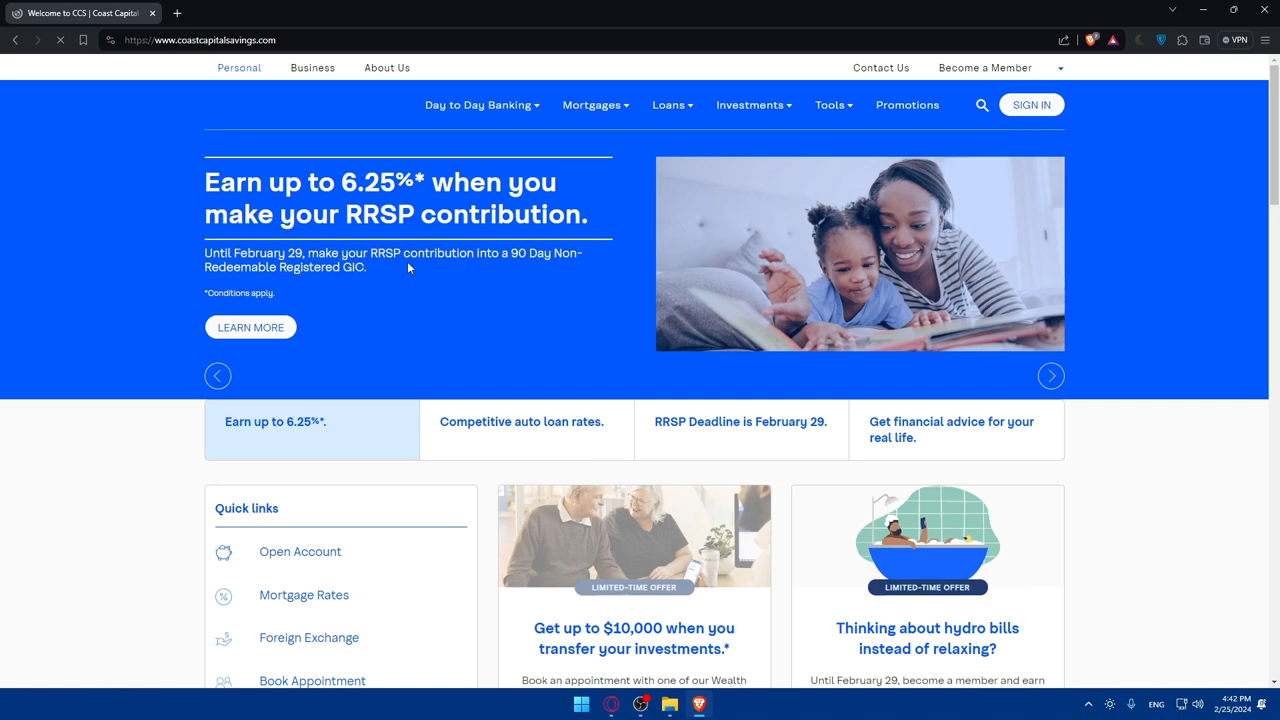 Welcome to CCS | Coast Capital
https://www.coastcapitalsavings.com
VPN
Personal
Business
About Us
Contact Us
Become a Member
Day to Day Banking
Mortgages
Loans
Investments
Tools
Promotions
SIGN IN
Earn up to 6.25%* when you
make your RRSP contribution.
Until February 29, make your RRSP contribution into a 90 Day Non-
Redeemable Registered GIC.
*Conditions apply.
LEARN MORE
Earn up to 6.25%*.
Competitive auto loan rates.
RRSP Deadline is February 29.
Get financial advice for your
real life.
Quick links
Open Account
Mortgage Rates
Foreign Exchange
Book Appointment
LIMITED-TIME OFFER
Get up to $10,000 when you
transfer your investments.*
Book an appointment with one of our Wealth
LIMITED-TIME OFFER
Thinking about hydro bills
instead of relaxing?
Until February 29, become a member and earn
ENG
4:42 PM
2/25/2024